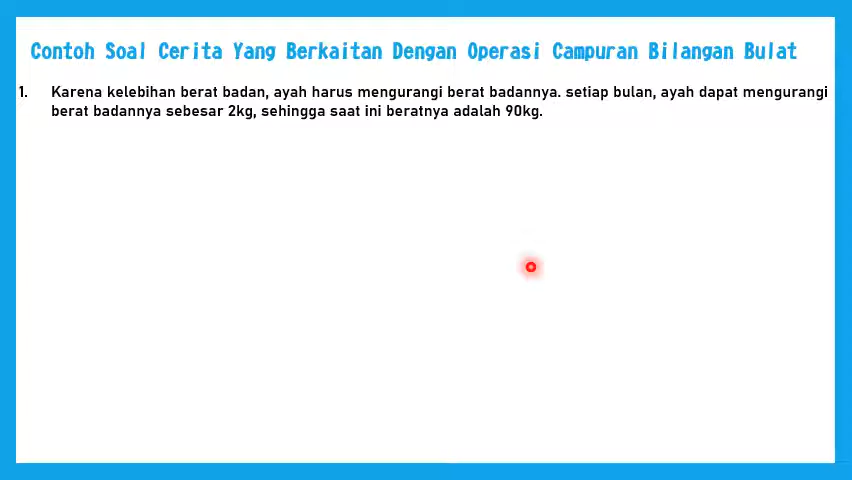 Contoh Soal Cerita Yang Berkaitan Dengan Operasi Campuran Bilangan Bulat
1. Karena kelebihan berat badan, ayah harus mengurangi berat badannya. setiap bulan, ayah dapat mengurangi
berat badannya sebesar 2kg, sehingga saat ini beratnya adalah 90kg.